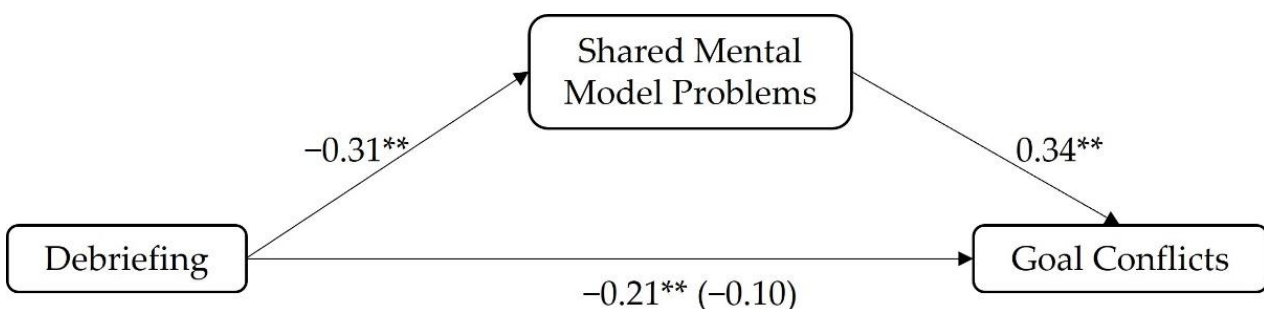 Shared Mental
Model Problems
−0.31**
0.34**
Debriefing
Goal Conflicts
−0.21** (−0.10)